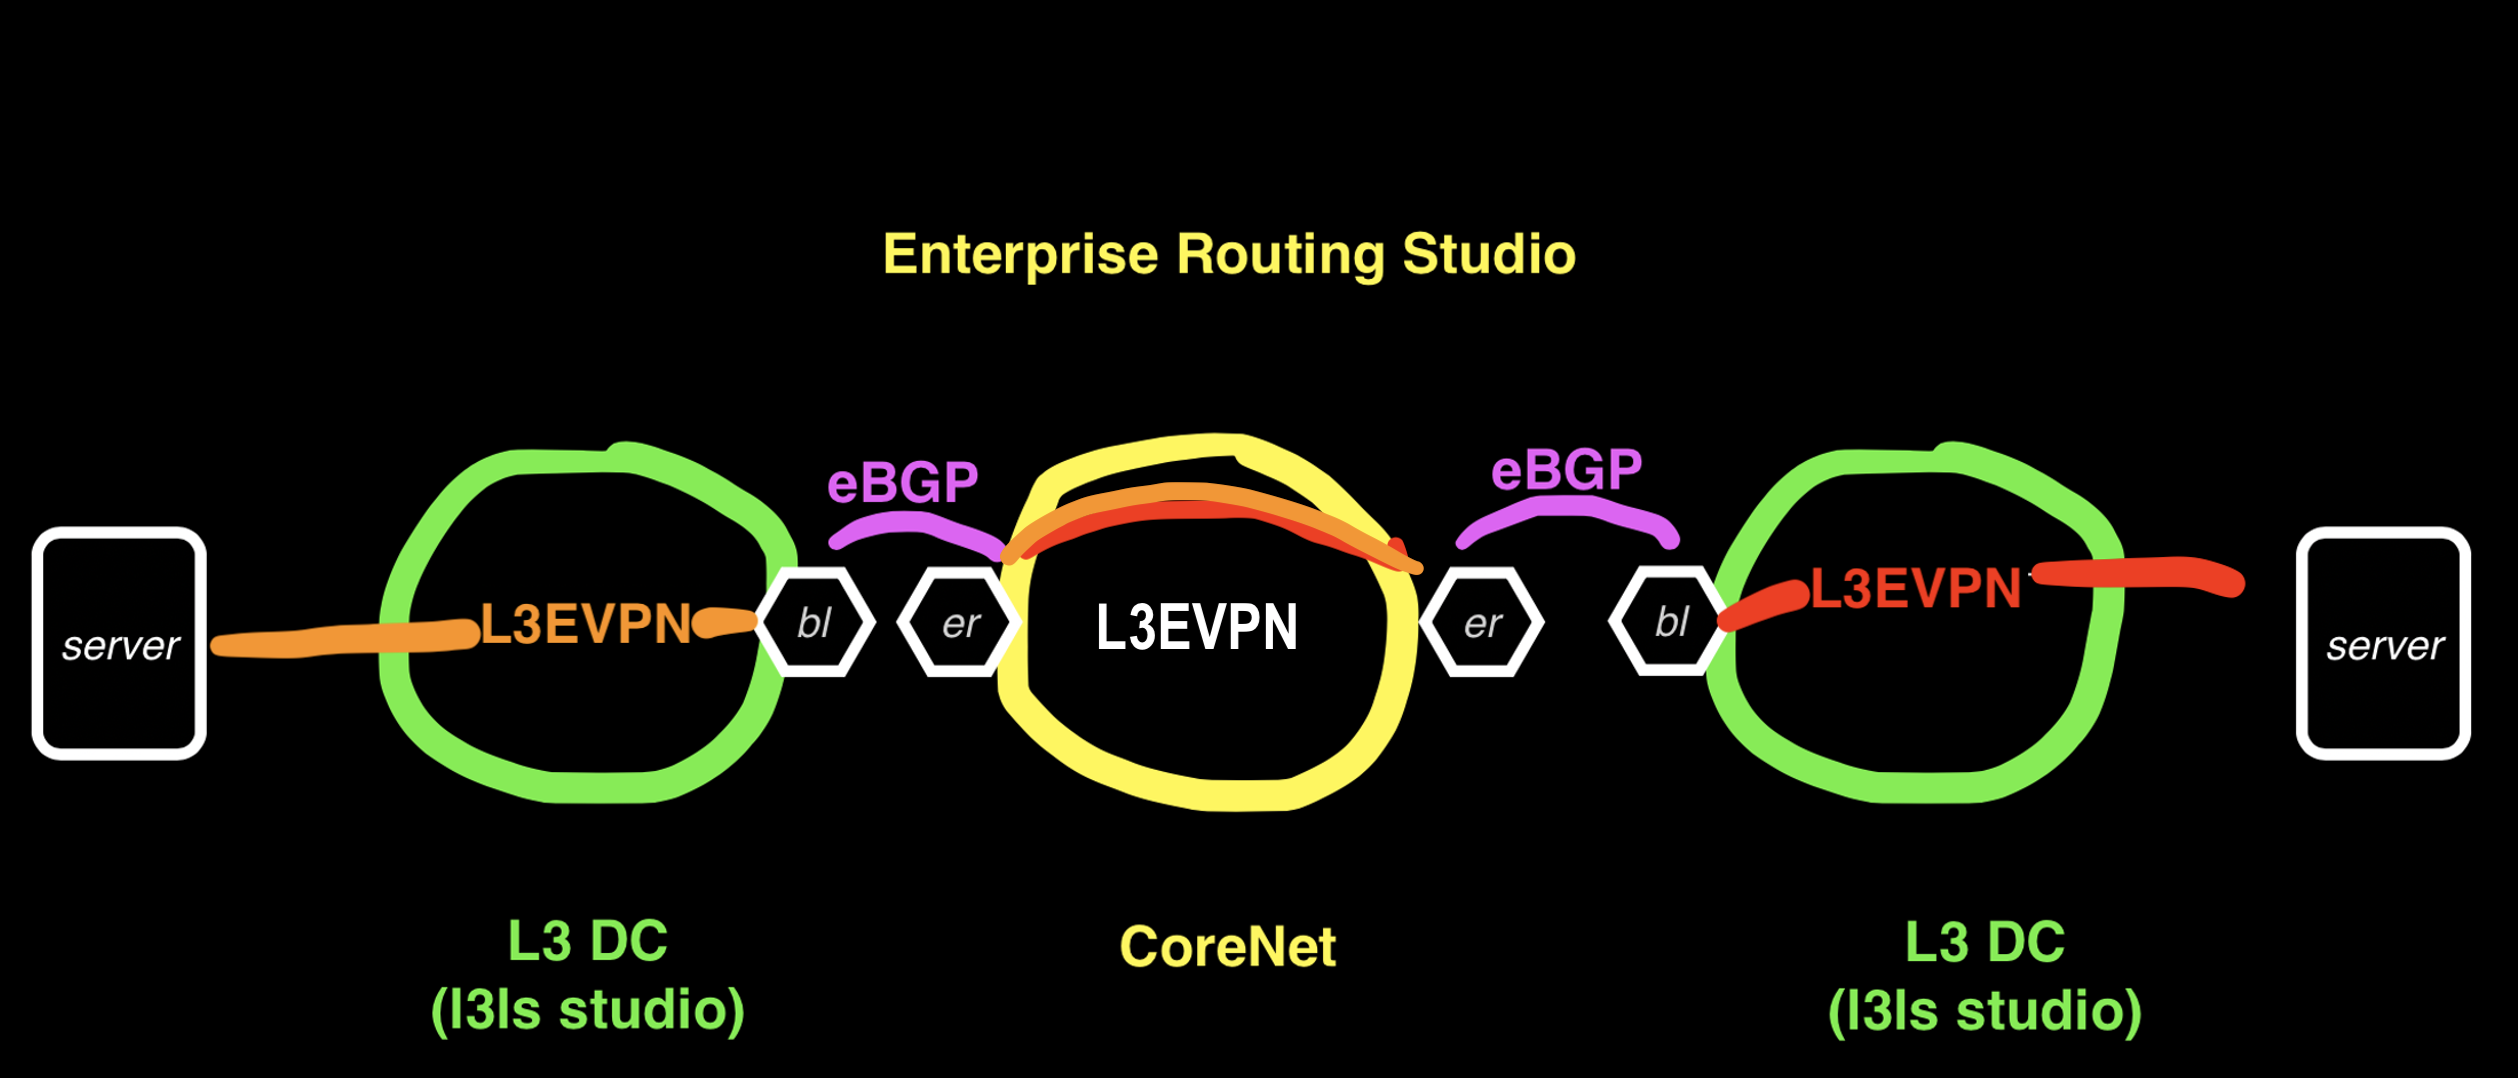 Enterprise Routing Studio
eBGP
eBGP
server
L3EVPN
bl
er
L3EVPN
er
bl
L3EVPN
server
L3 DC
(l3ls studio)
CoreNet
L3 DC
(l3ls studio)